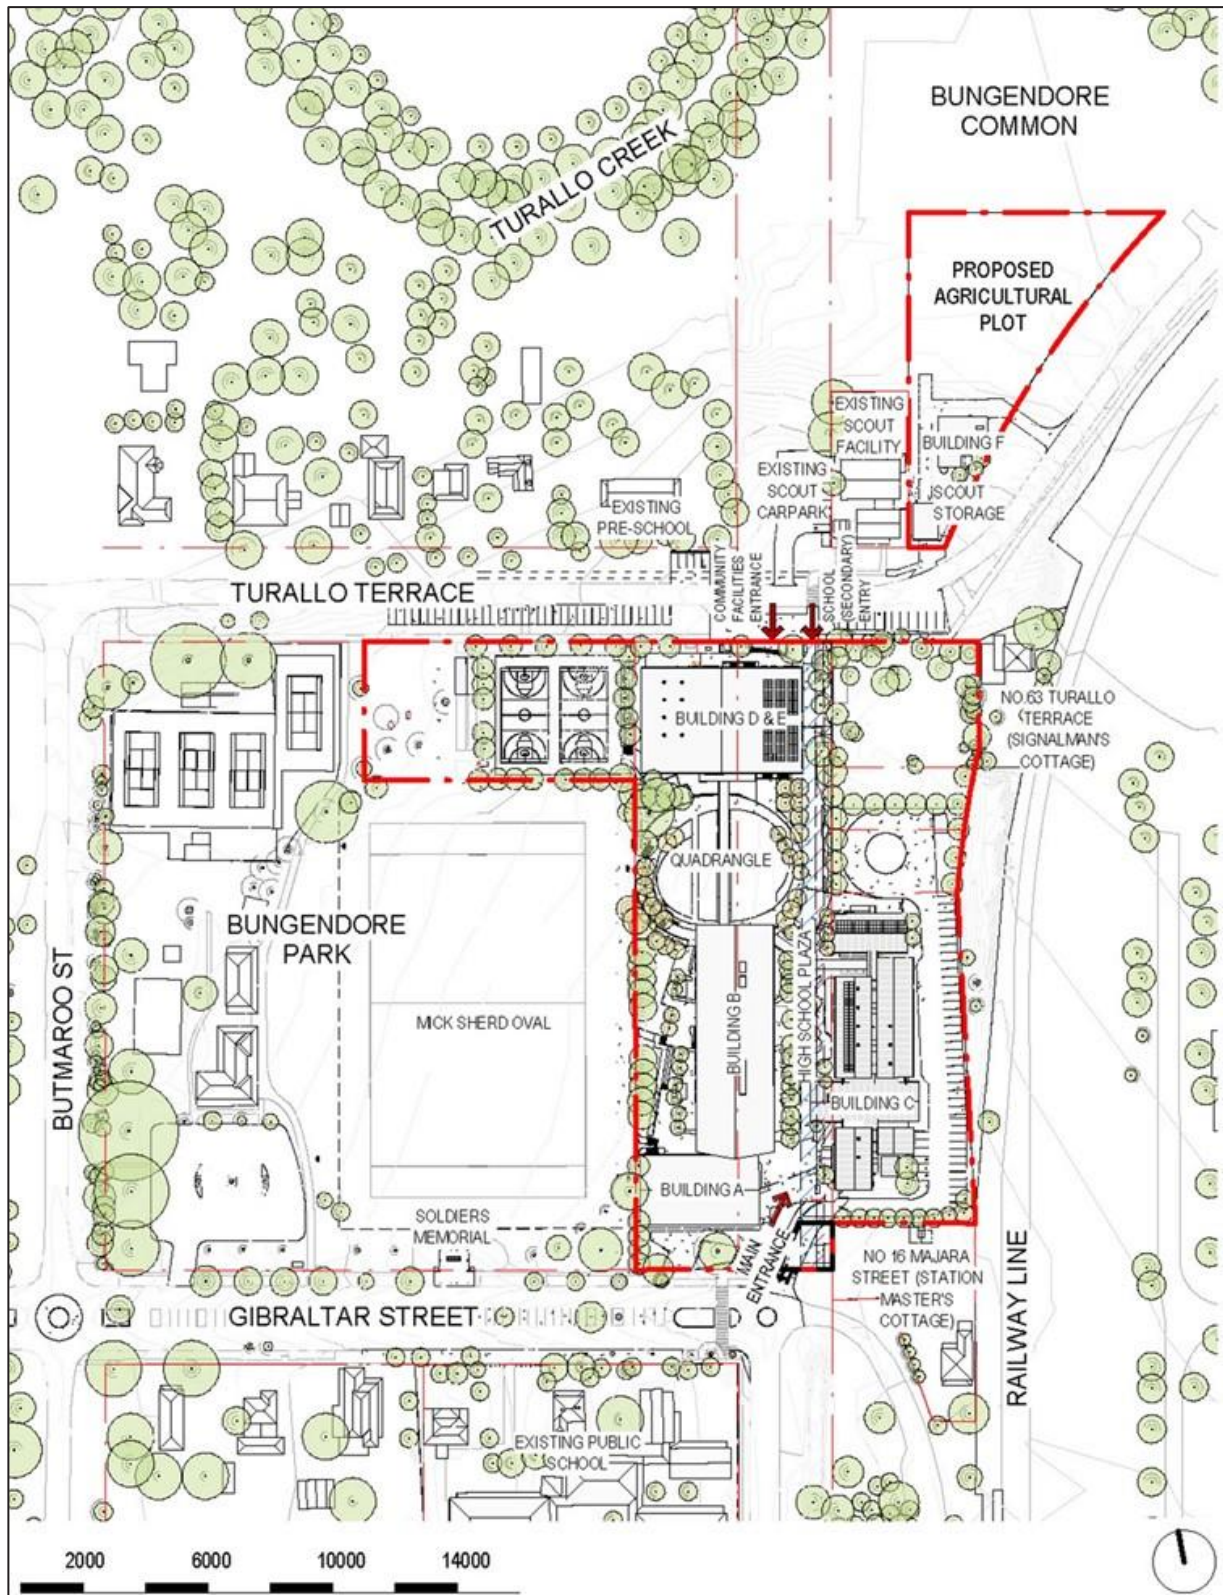 BUNGENDORE
COMMON
TURALLO CREEK
PROPOSED
AGRICULTURAL
PLOT
EXISTING
SCOUT
FACILITY
BUILDING F
EXISTING
SCOUT
CARPARK
SCOUT
STORAGE
EXISTING
PRE-SCHOOL
COMMUNITY
FACILITIES
ENTRANCE
SCHOOL
(SECONDARY)
ENTRY
TURALLO TERRACE
BUILDING D & E
NO.63 TURALLO
TERRACE
(SIGNALMAN'S
COTTAGE)
QUADRANGLE
BUNGENDORE
PARK
BUTMAROO ST
MICK SHERD OVAL
BUILDING B
HIGH SCHOOL PLAZA
BUILDING C
BUILDING A
SOLDIERS
MEMORIAL
MAIN
ENTRANCE
NO 16 MAJARA
STREET (STATION
MASTER'S
COTTAGE)
RAILWAY LINE
GIBRALTAR STREET
EXISTING PUBLIC
SCHOOL
2000 6000 10000 14000